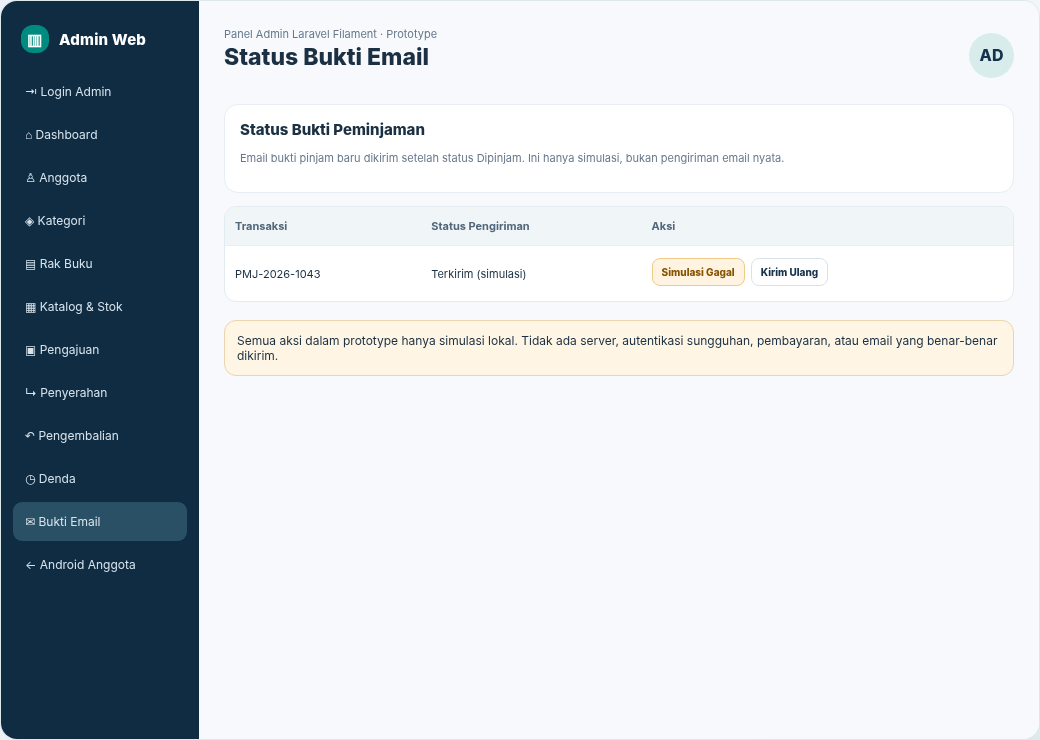 Admin Web
Login Admin
Dashboard
Anggota
Kategori
Rak Buku
Katalog & Stok
Pengajuan
Penyerahan
Pengembalian
Denda
Bukti Email
← Android Anggota
Panel Admin Laravel Filament · Prototype
Status Bukti Email
AD
Status Bukti Peminjaman
Email bukti pinjam baru dikirim setelah status Dipinjam. Ini hanya simulasi, bukan pengiriman email nyata.
Transaksi Status Pengiriman Aksi
PMJ-2026-1043 Terkirim (simulasi) Simulasi Gagal Kirim Ulang
Semua aksi dalam prototype hanya simulasi lokal. Tidak ada server, autentikasi sungguhan, pembayaran, atau email yang benar-benar
dikirim.